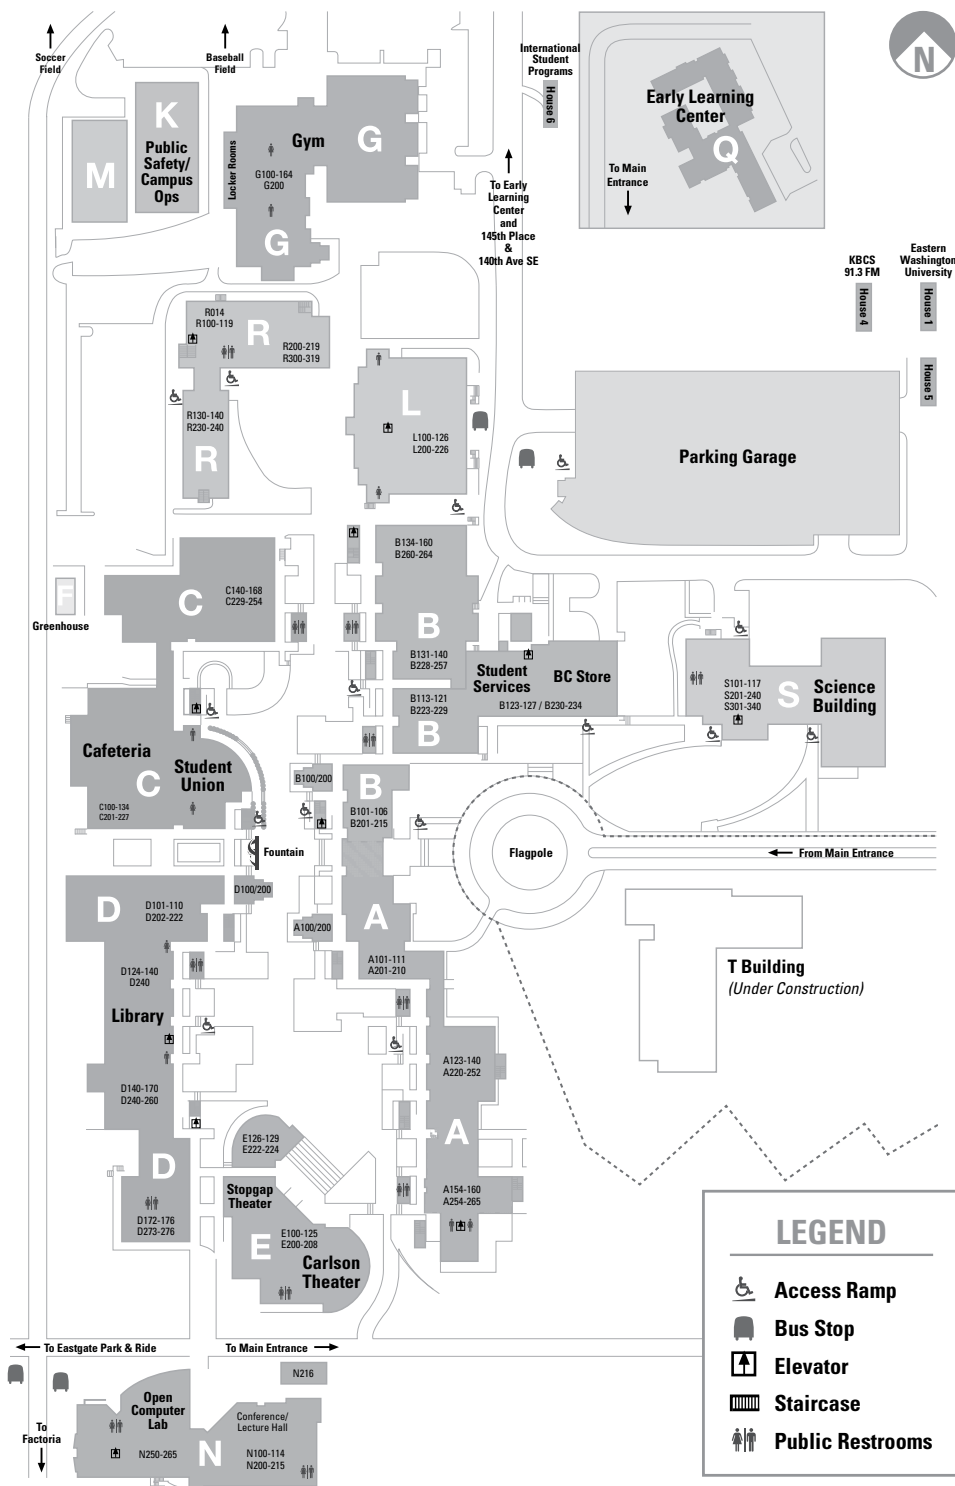 Soccer
Field
Baseball
Field
International
Student
Programs
House 6
N
Early Learning
Center
Q
To Main
Entrance
K
Public
Safety/
Campus
Ops
M
Locker Rooms
Gym
G
G100-164
G200
G
To Early
Learning
Center
and
145th Place
&
140th Ave SE
KBCS
91.3 FM
House 4
Eastern
Washington
University
House 1
House 5
R014
R100-119
R
R200-219
R300-319
R130-140
R230-240
R
L
L100-126
L200-226
Parking Garage
F
Greenhouse
C
C140-168
C229-254
B134-160
B260-264
B
B131-140
B228-257
Student
Services
BC Store
B123-127 / B230-234
B113-121
B223-229
B
S101-117
S201-240
S301-340
S
Science
Building
Cafeteria
Student
Union
C
C100-134
C201-227
B100/200
B
B101-106
B201-215
Fountain
Flagpole
From Main Entrance
D
D101-110
D202-222
D100/200
A100/200
A
A101-111
A201-210
D124-140
D240
Library
T Building
(Under Construction)
A123-140
A220-252
D140-170
D240-260
A
E126-129
E222-224
D
D172-176
D273-276
Stopgap
Theater
E100-125
E200-208
E
Carlson
Theater
A154-160
A254-265
LEGEND
Access Ramp
Bus Stop
Elevator
Staircase
Public Restrooms
To Eastgate Park & Ride
To Main Entrance
N216
To
Factoria
Open
Computer
Lab
N250-265
Conference/
Lecture Hall
N
N100-114
N200-215